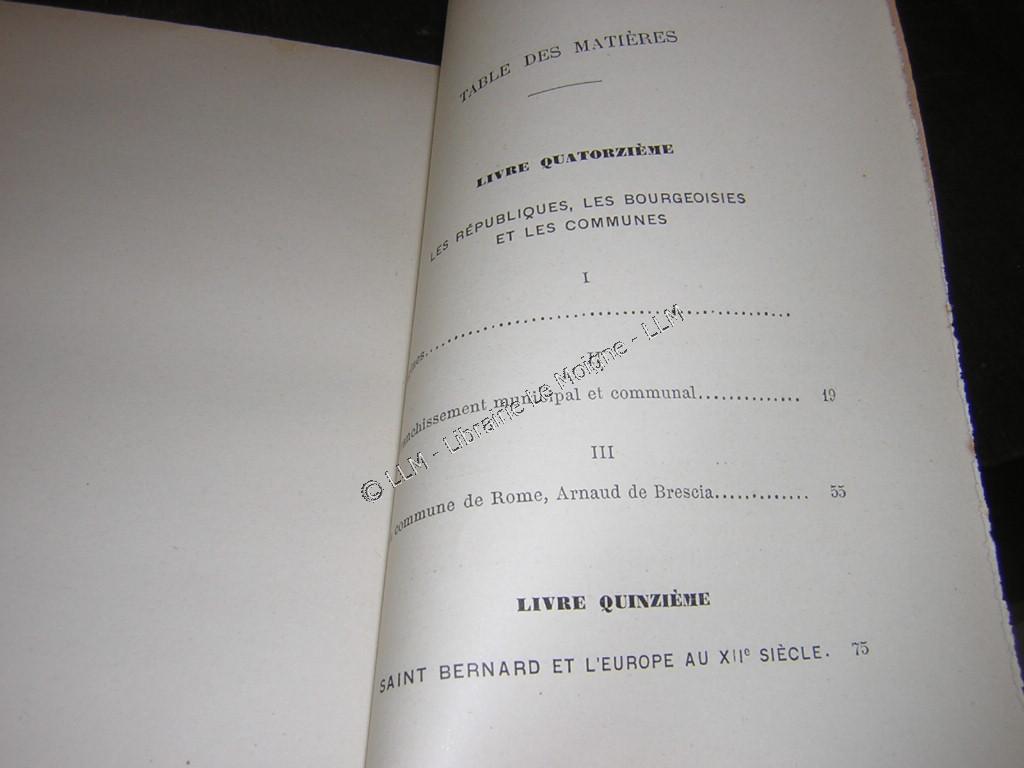 TABLE DES MATIÈRES
LIVRE QUATORZIÈME
LES RÉPUBLIQUES, LES BOURGEOISIES
ET LES COMMUNES
I
................................................
II
anchissement municipal et communal.............. 19
III
commune de Rome, Arnaud de Brescia............. 55
LIVRE QUINZIÈME
SAINT BERNARD ET L'EUROPE AU XIIe SIÈCLE. 75
© LLM - Librairie Le Moigne - LLM